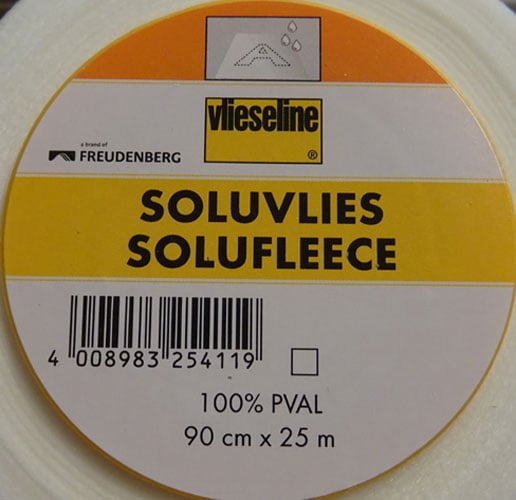 vlieseline
®
a brand of
FREUDENBERG
SOLUVLIES
SOLUFLEECE
4 008983 254119
100% PVAL
90 cm x 25 m